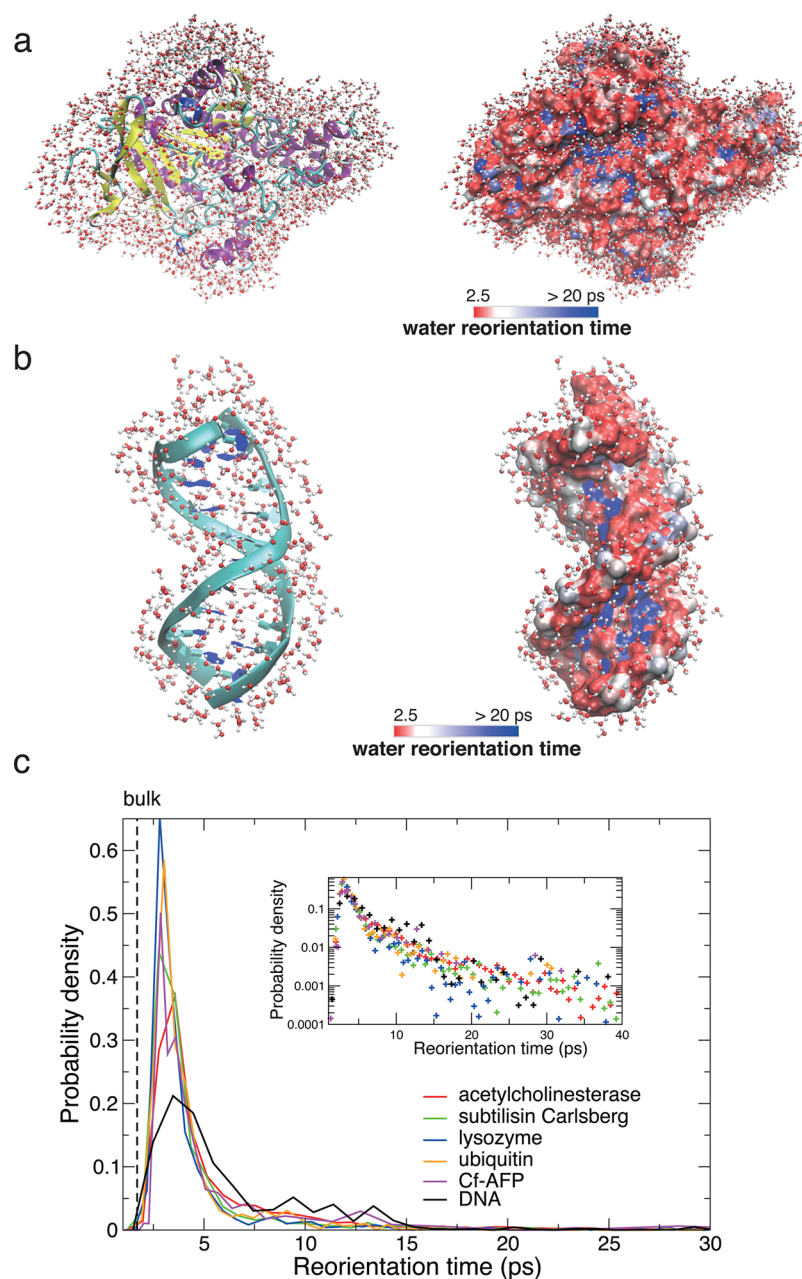 a
2.5 > 20 ps
water reorientation time
b
2.5 > 20 ps
water reorientation time
c
bulk
0.6
0.5
0.4
0.3
0.2
0.1
0
Probability density
5 10 15 20 25 30
Reorientation time (ps)
0.1
0.01
0.001
0.0001
Probability density
10 20 30 40
Reorientation time (ps)
acetylcholinesterase
subtilisin Carlsberg
lysozyme
ubiquitin
Cf-AFP
DNA